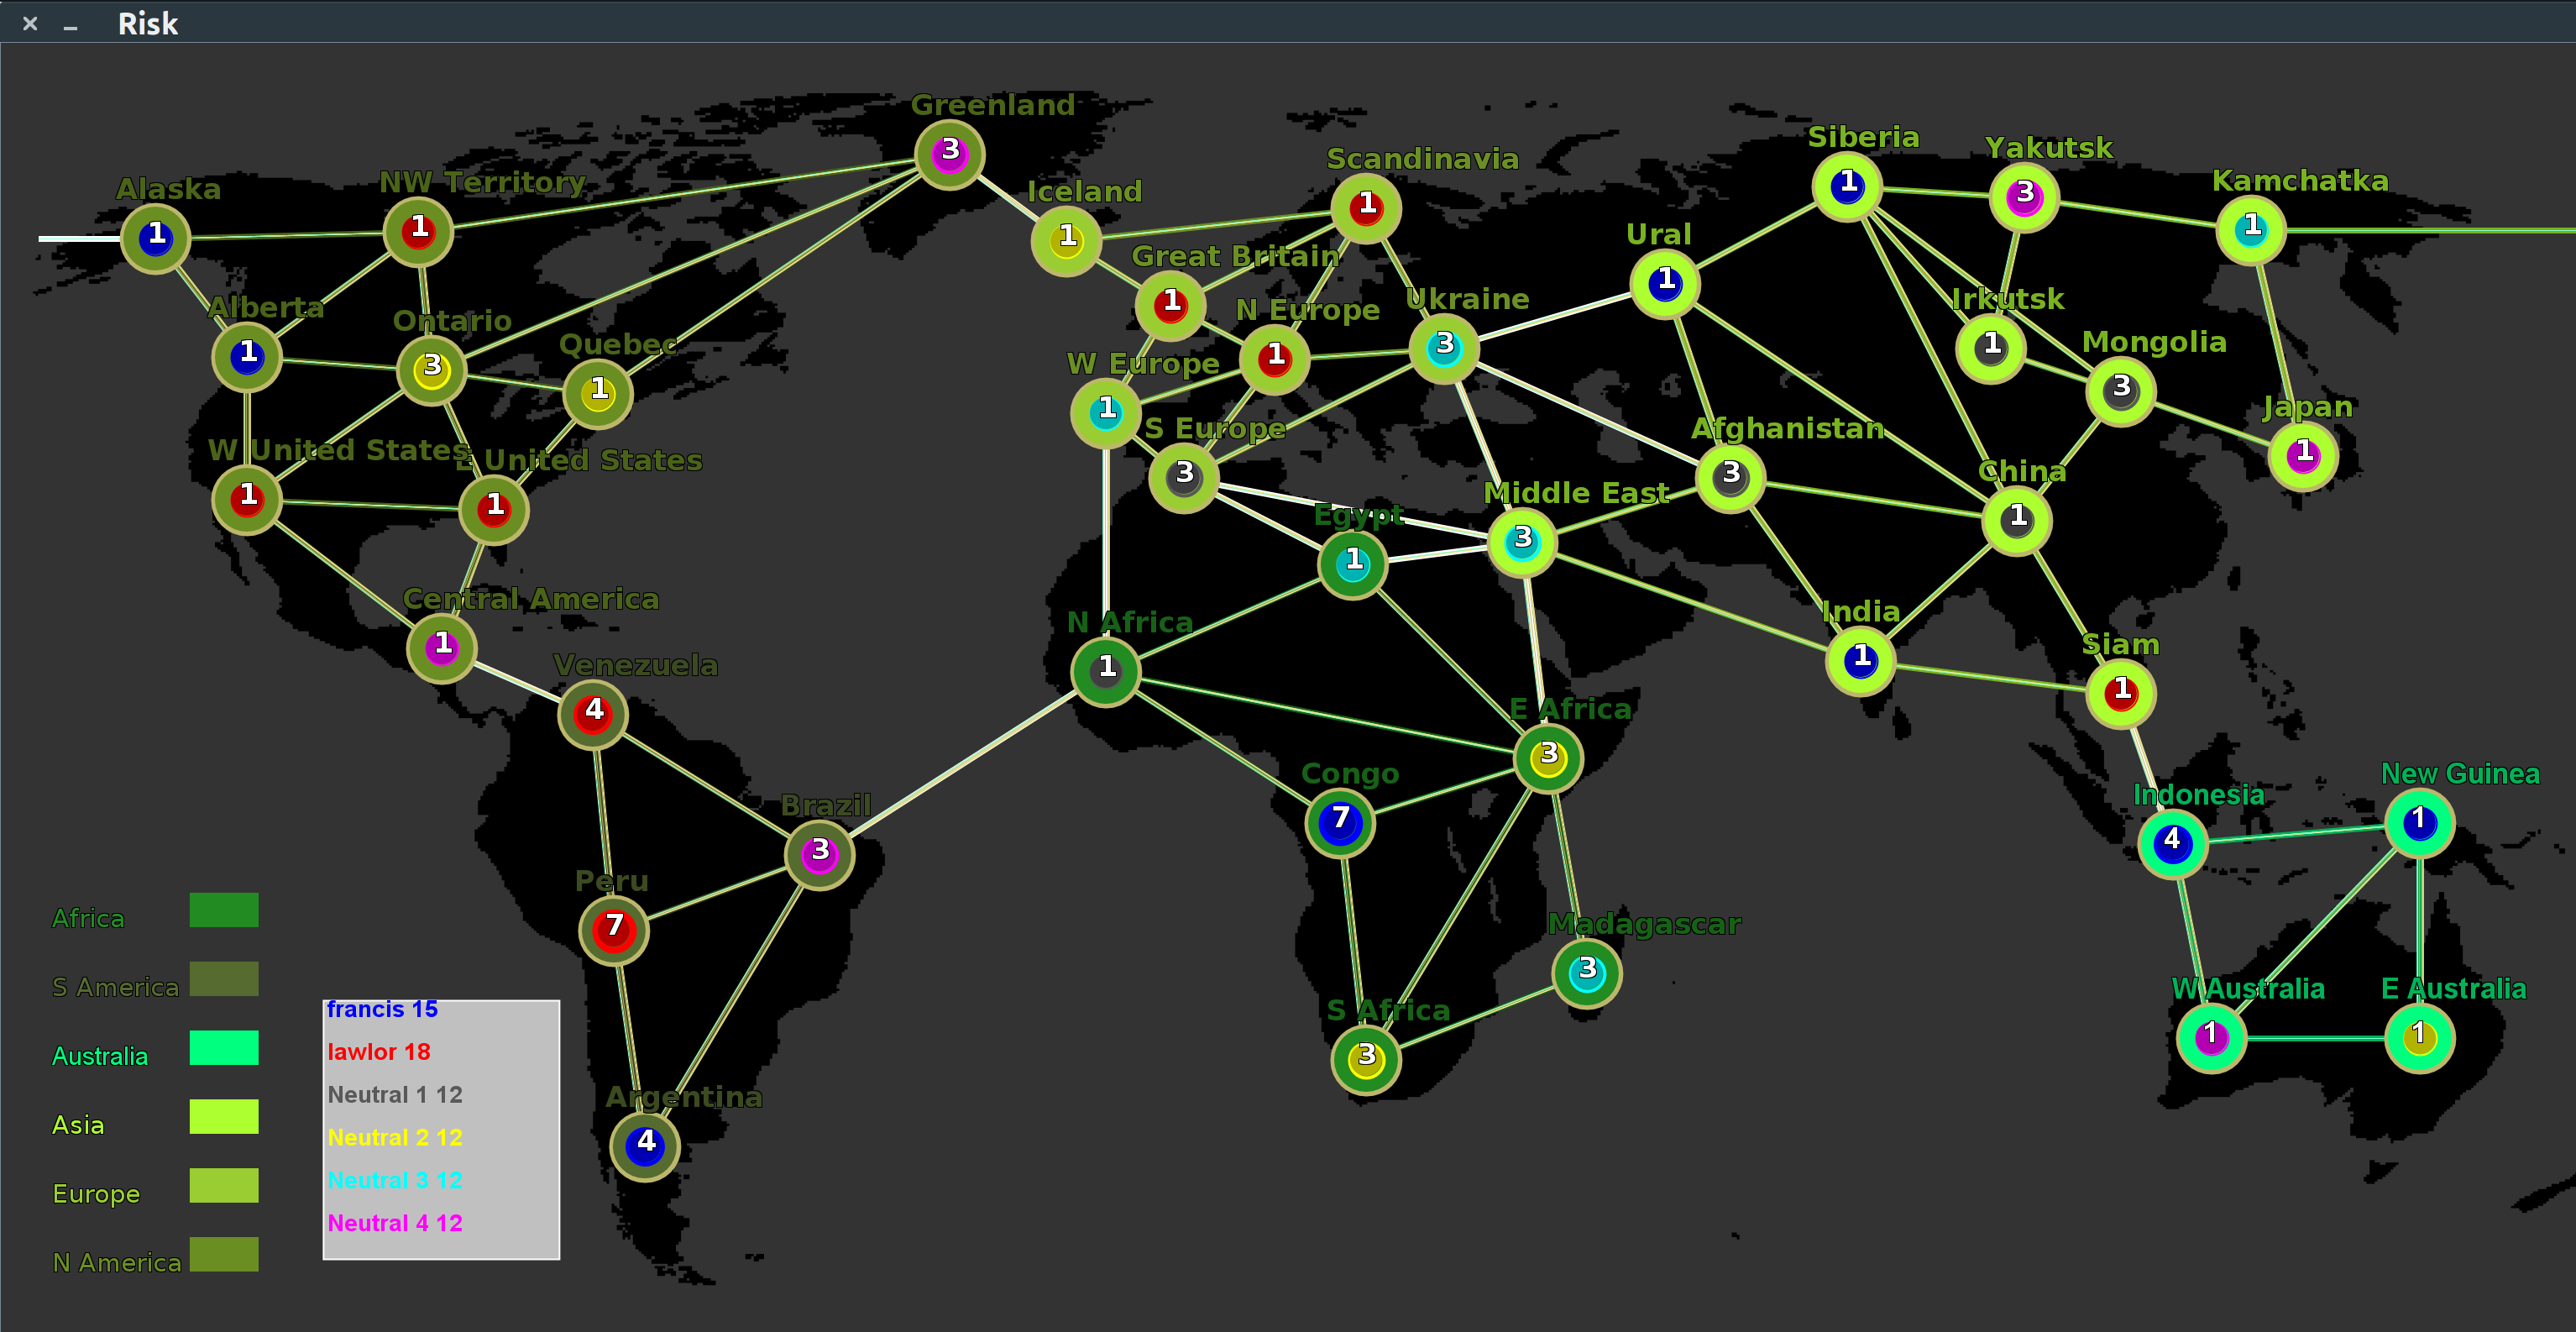 Risk
Greenland
3
Alaska
1
NW Territory
1
Iceland
1
Scandinavia
1
Siberia
1
Yakutsk
3
Kamchatka
1
Great Britain
1
Ural
1
Alberta
1
Ontario
3
Quebec
1
N Europe
1
Ukraine
3
Irkutsk
1
Mongolia
3
W Europe
1
S Europe
3
Afghanistan
3
China
1
Japan
1
W United States
1
E United States
1
Egypt
1
Middle East
3
Central America
1
N Africa
1
India
1
Siam
1
Venezuela
4
E Africa
3
Brazil
3
Congo
7
Indonesia
4
New Guinea
1
Peru
7
Madagascar
3
S Africa
3
W Australia
1
E Australia
1
Argentina
4
Africa
S America
Australia
Asia
Europe
N America
francis 15
lawlor 18
Neutral 1 12
Neutral 2 12
Neutral 3 12
Neutral 4 12